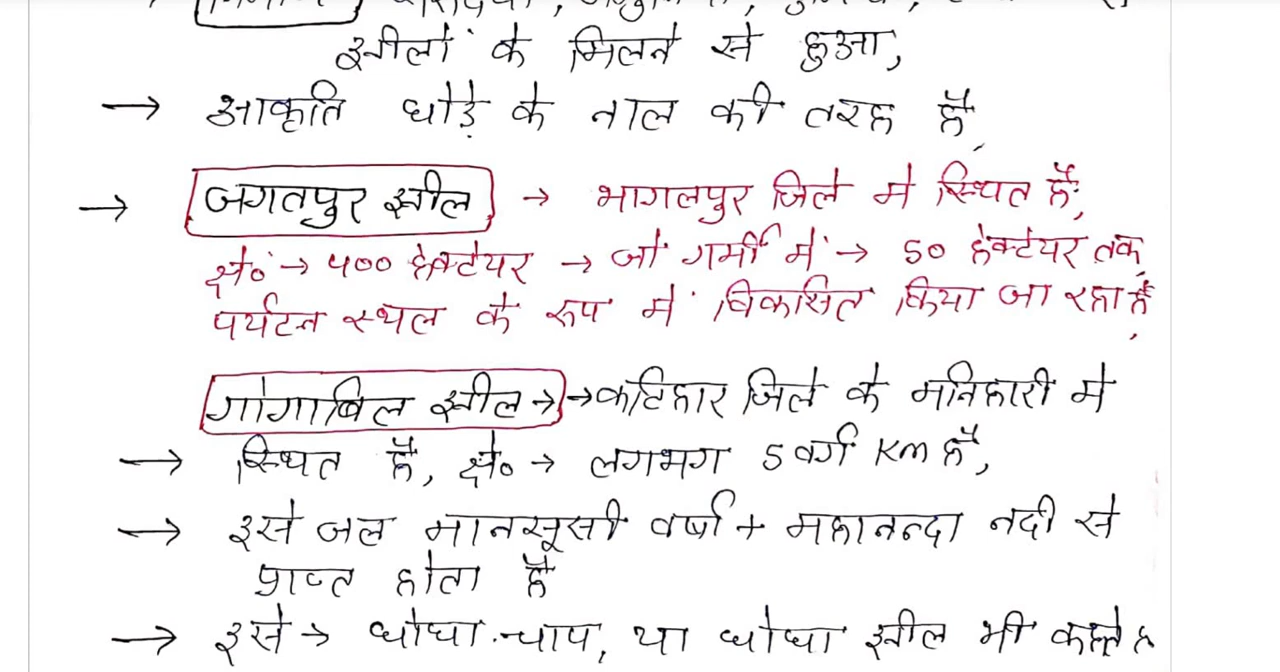 झीलों के मिलने से हुआ,
→ आकृति घोड़े के नाल की तरह है,
→ जगतपुर झील → भागलपुर जिले मे स्थित है,
क्षे० → 400 हेक्टेयर → जो गर्मी में → 50 हेक्टेयर तक,
पर्यटन स्थल के रूप में विकसित किया जा रहा है,
गोगाबिल झील → → कटिहार जिले के मनिहारी मे
→ स्थित है, क्षे० → लगभग 5 वर्ग Km है,
→ इसे जल मानसूसी वर्षा + महानन्दा नदी से
प्राप्त होता है
→ इसे → घोघा चाप, या घोघा झील भी कहते